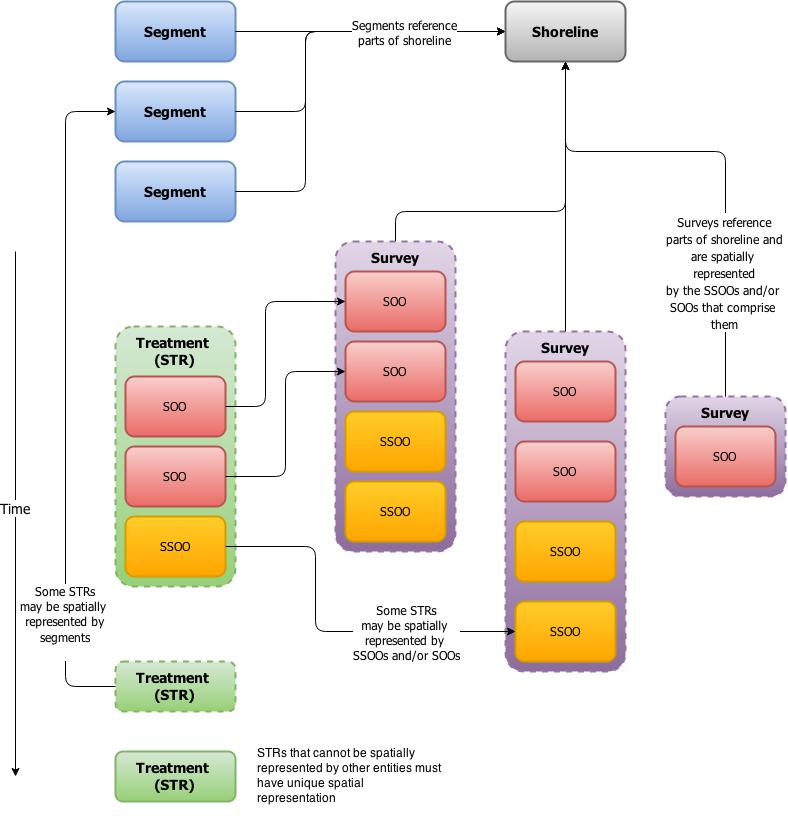 Segment
Segments reference
parts of shoreline
Shoreline
Segment
Segment
Surveys reference
parts of shoreline and
are spatially
represented
by the SSOOs and/or
SOOs that comprise
them
Survey
SOO
SOO
SSOO
SSOO
Treatment
(STR)
SOO
SOO
SSOO
Survey
SOO
SOO
SSOO
SSOO
Survey
SOO
Time
Some STRs
may be spatially
represented by
segments
Some STRs
may be spatially
represented by
SSOOs and/or SOOs
Treatment
(STR)
Treatment
(STR)
STRs that cannot be spatially
represented by other entities must
have unique spatial
representation